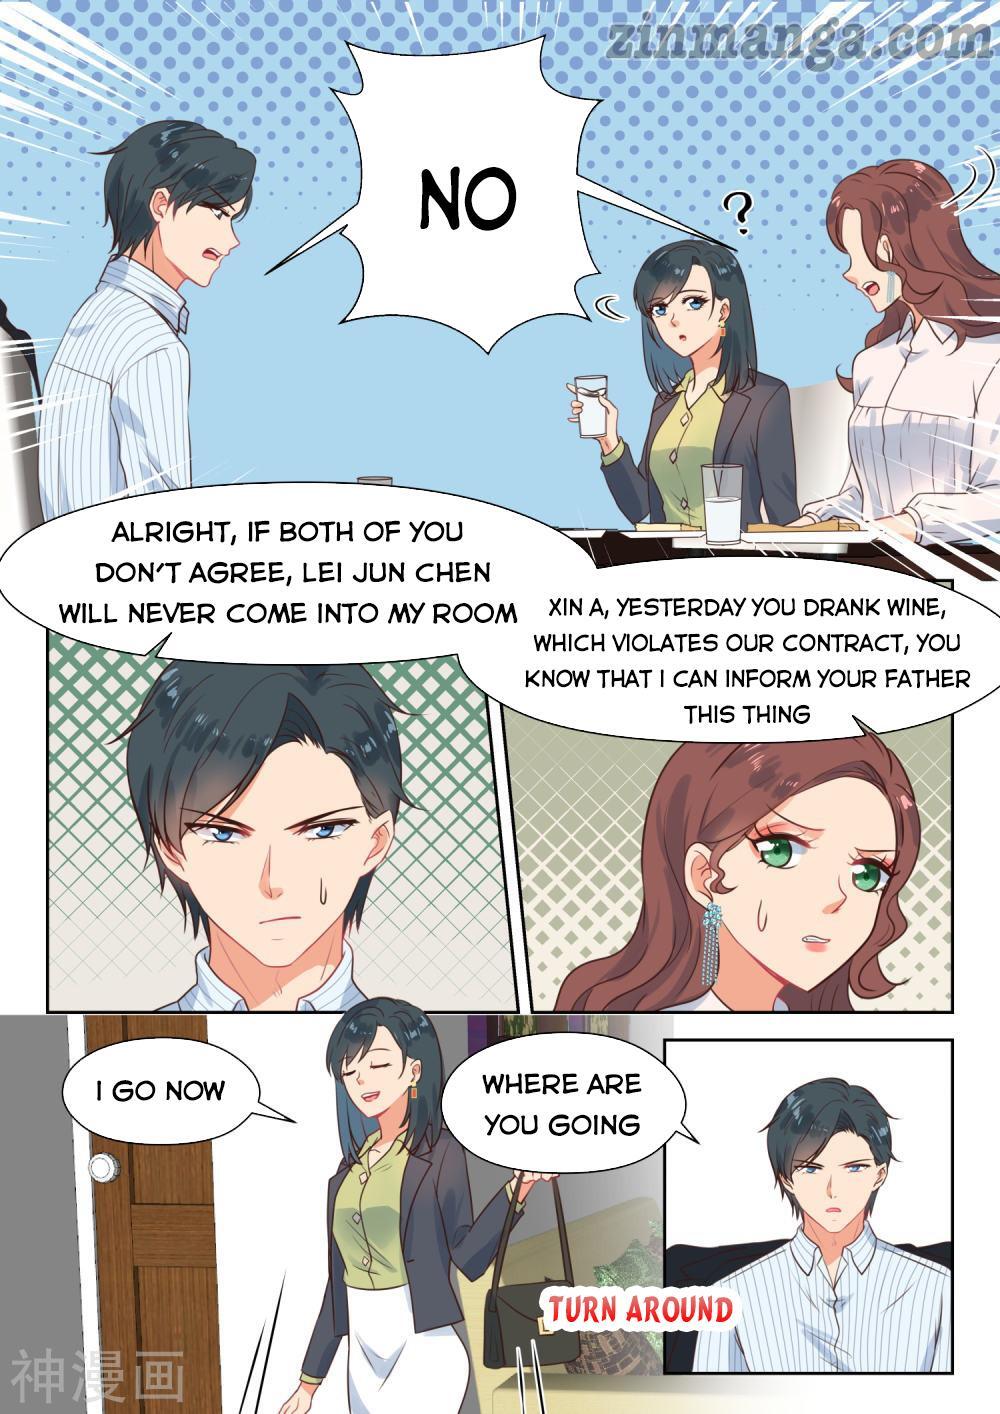 zinmanga.com
NO
?
ALRIGHT, IF BOTH OF YOU
DON'T AGREE, LEI JUN CHEN
WILL NEVER COME INTO MY ROOM
XIN A, YESTERDAY YOU DRANK WINE,
WHICH VIOLATES OUR CONTRACT, YOU
KNOW THAT I CAN INFORM YOUR FATHER
THIS THING
I GO NOW
WHERE ARE
YOU GOING
TURN AROUND
神漫画